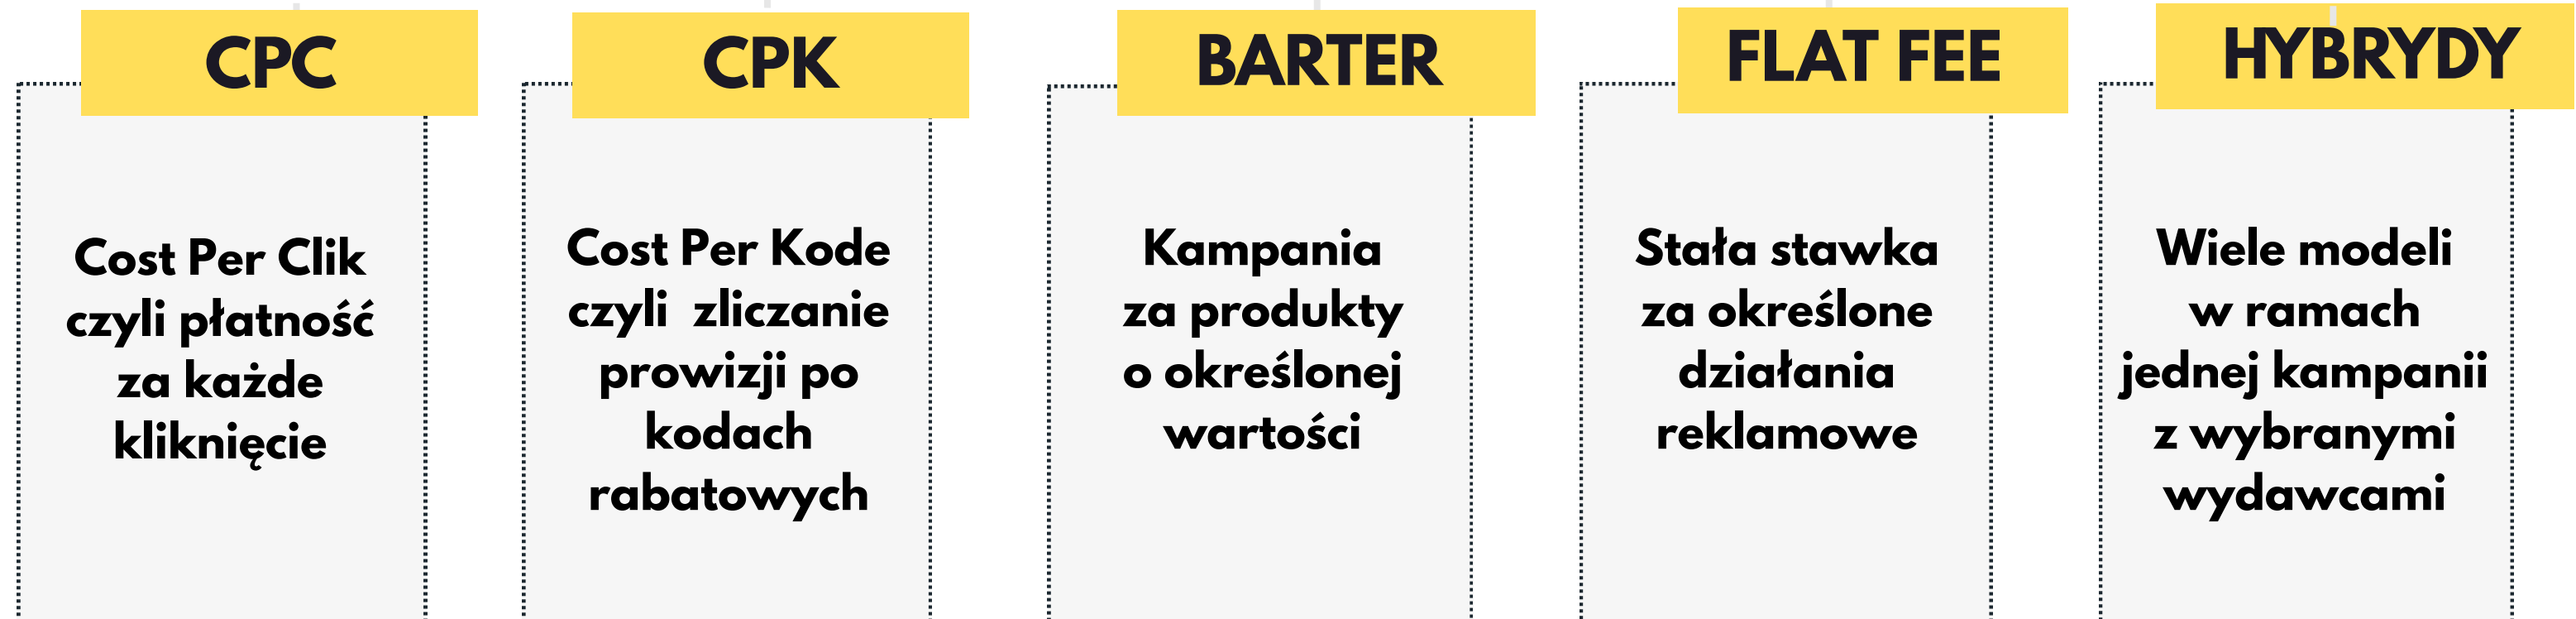 CPC
Cost Per Clik
czyli płatność
za każde
kliknięcie
CPK
Cost Per Kode
czyli  zliczanie
prowizji po
kodach
rabatowych
BARTER
Kampania
za produkty
o określonej
wartości
FLAT FEE
Stała stawka
za określone
działania
reklamowe
HYBRYDY
Wiele modeli
w ramach
jednej kampanii
z wybranymi
wydawcami